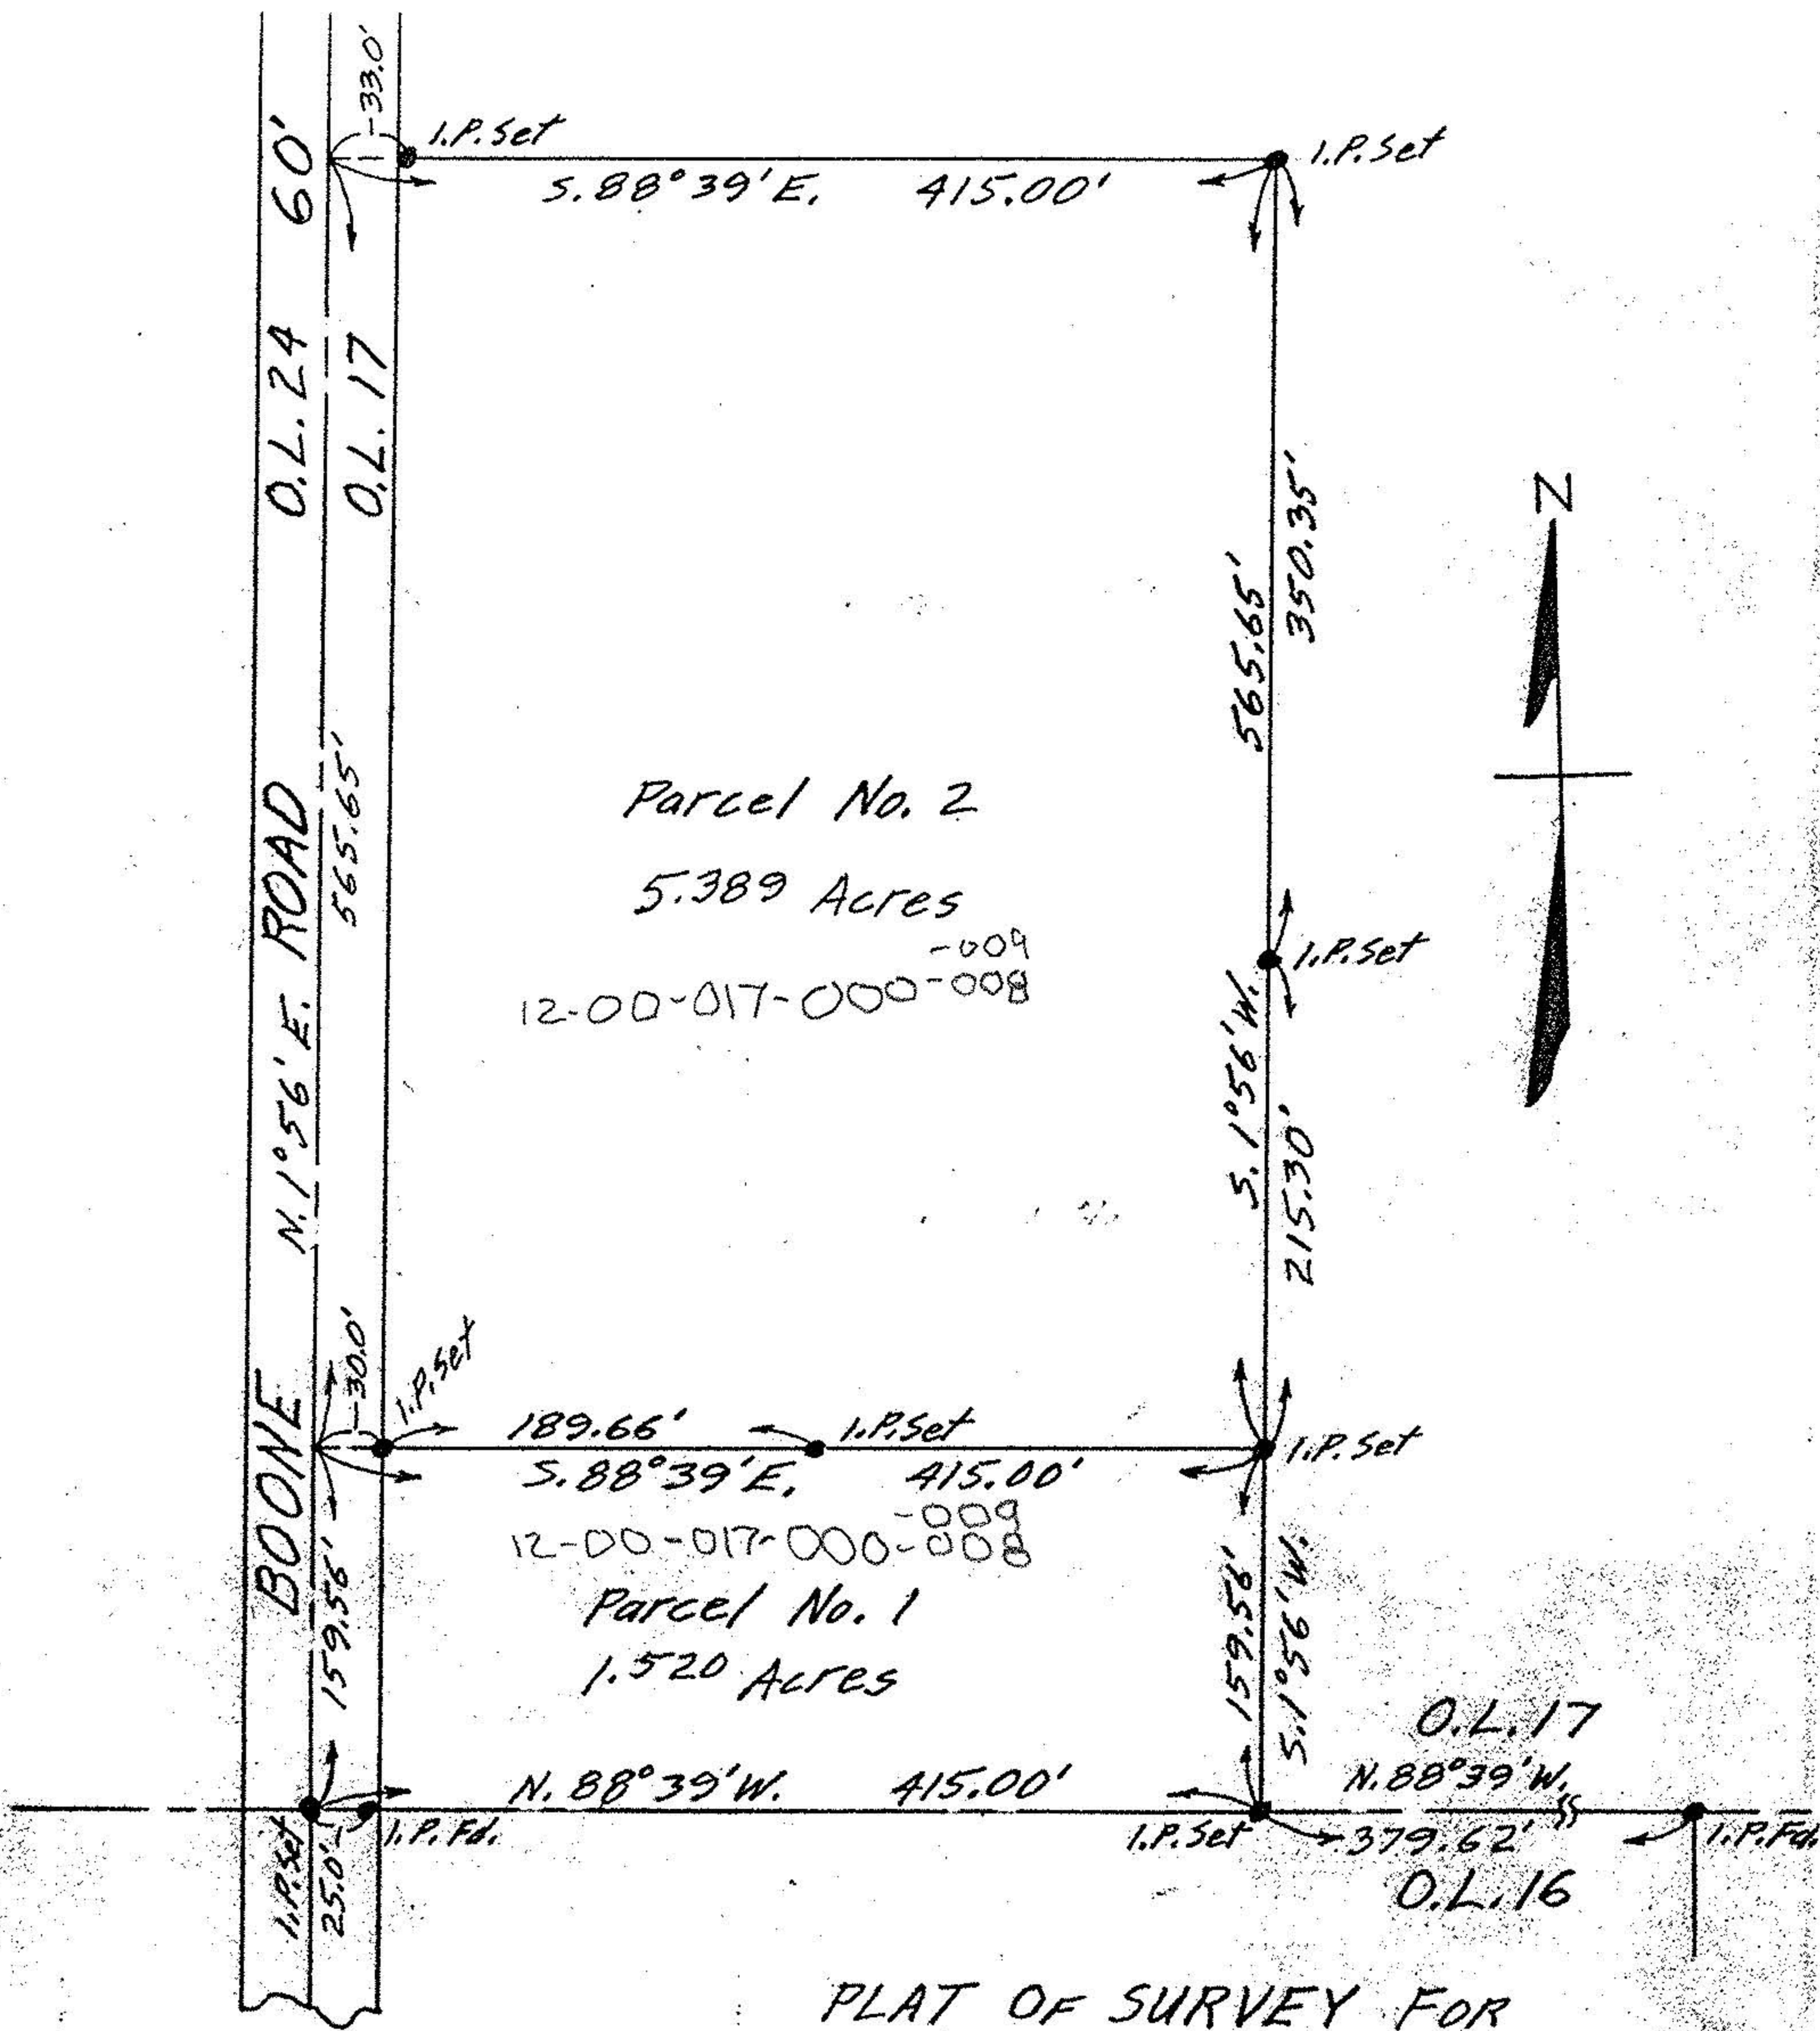 33.0'
I.P. Set
I.P. Set
S. 88° 39' E. 415.00'
60'
O.L. 24
O.L. 17
565.65'
350.35'
N
Parcel No. 2
5.389 Acres
-009
12-00-017-000-008
565.65'
BOONE ROAD
N. 1° 56' E.
I.P. Set
S. 1° 56' W.
215.30'
30.0'
I.P. Set
189.66'
I.P. Set
S. 88° 39' E. 415.00'
I.P. Set
-009
12-00-017-000-008
Parcel No. 1
1.520 Acres
159.56'
159.56'
S. 1° 56' W.
O.L. 17
N. 88° 39' W. 415.00'
N. 88° 39' W.
I.P. Set
25.0'
I.P. Fd.
I.P. Set
379.62'
I.P. Fd.
O.L. 16
PLAT OF SURVEY FOR